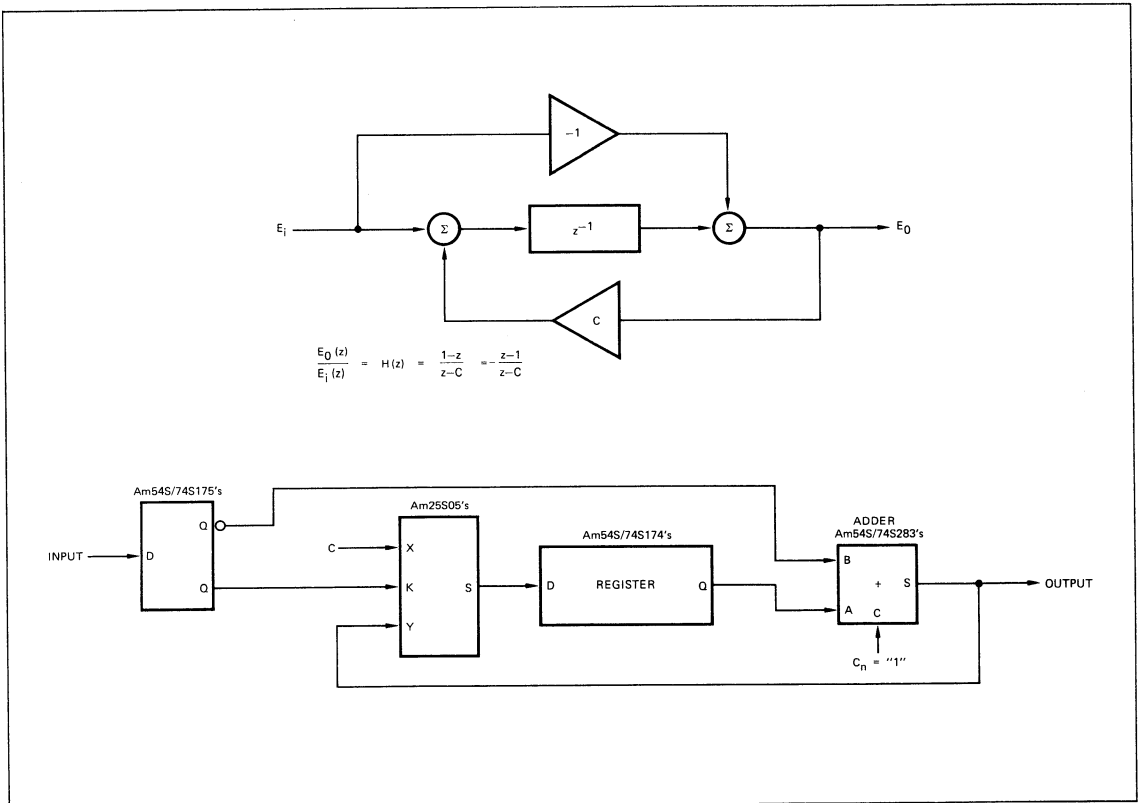 −1
E_i
Σ
z^−1
Σ
E_0
C
E_0(z)/E_i(z) = H(z) = 1−z/z−C = − z−1/z−C
Am54S/74S175's
Am25S05's
Am54S/74S174's
ADDER
Am54S/74S283's
INPUT
D
Q
Q
C
X
K
Y
S
D
REGISTER
Q
B
A
+
C
S
OUTPUT
C_n = "1"